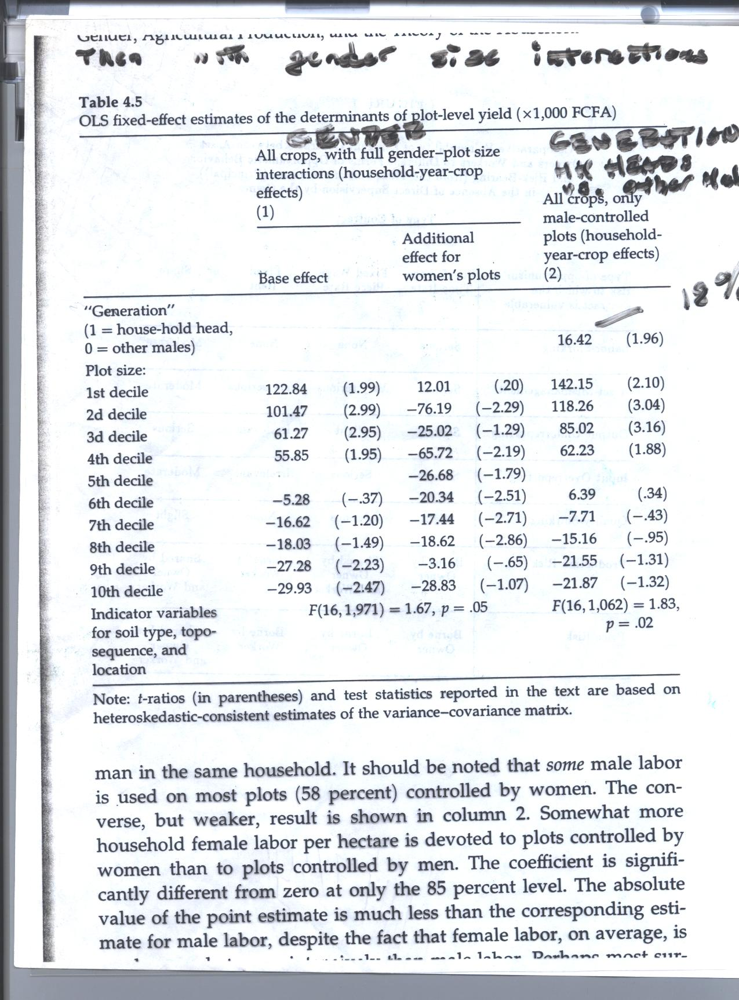 Gender, Agricultural Production, and the Theory of the Household
Then with gender size interactions
Table 4.5
OLS fixed-effect estimates of the determinants of plot-level yield (×1,000 FCFA)
GENDER
GENERATION
HH HEADS
vs. other Mal
All crops, with full gender–plot size
interactions (household-year-crop
effects)
(1)
All crops, only
male-controlled
plots (household-
year-crop effects)
(2)
Base effect
Additional
effect for
women's plots
18%
"Generation"
(1 = house-hold head,
0 = other males) 16.42 (1.96)
Plot size:
1st decile 122.84 (1.99) 12.01 (.20) 142.15 (2.10)
2d decile 101.47 (2.99) −76.19 (−2.29) 118.26 (3.04)
3d decile 61.27 (2.95) −25.02 (−1.29) 85.02 (3.16)
4th decile 55.85 (1.95) −65.72 (−2.19) 62.23 (1.88)
5th decile −26.68 (−1.79)
6th decile −5.28 (−.37) −20.34 (−2.51) 6.39 (.34)
7th decile −16.62 (−1.20) −17.44 (−2.71) −7.71 (−.43)
8th decile −18.03 (−1.49) −18.62 (−2.86) −15.16 (−.95)
9th decile −27.28 (−2.23) −3.16 (−.65) −21.55 (−1.31)
10th decile −29.93 (−2.47) −28.83 (−1.07) −21.87 (−1.32)
Indicator variables F(16, 1,971) = 1.67, p = .05 F(16, 1,062) = 1.83,
for soil type, topo- p = .02
sequence, and
location
Note: t-ratios (in parentheses) and test statistics reported in the text are based on
heteroskedastic-consistent estimates of the variance–covariance matrix.
man in the same household. It should be noted that some male labor
is used on most plots (58 percent) controlled by women. The con-
verse, but weaker, result is shown in column 2. Somewhat more
household female labor per hectare is devoted to plots controlled by
women than to plots controlled by men. The coefficient is signifi-
cantly different from zero at only the 85 percent level. The absolute
value of the point estimate is much less than the corresponding esti-
mate for male labor, despite the fact that female labor, on average, is
than male labor. Perhaps most sur-